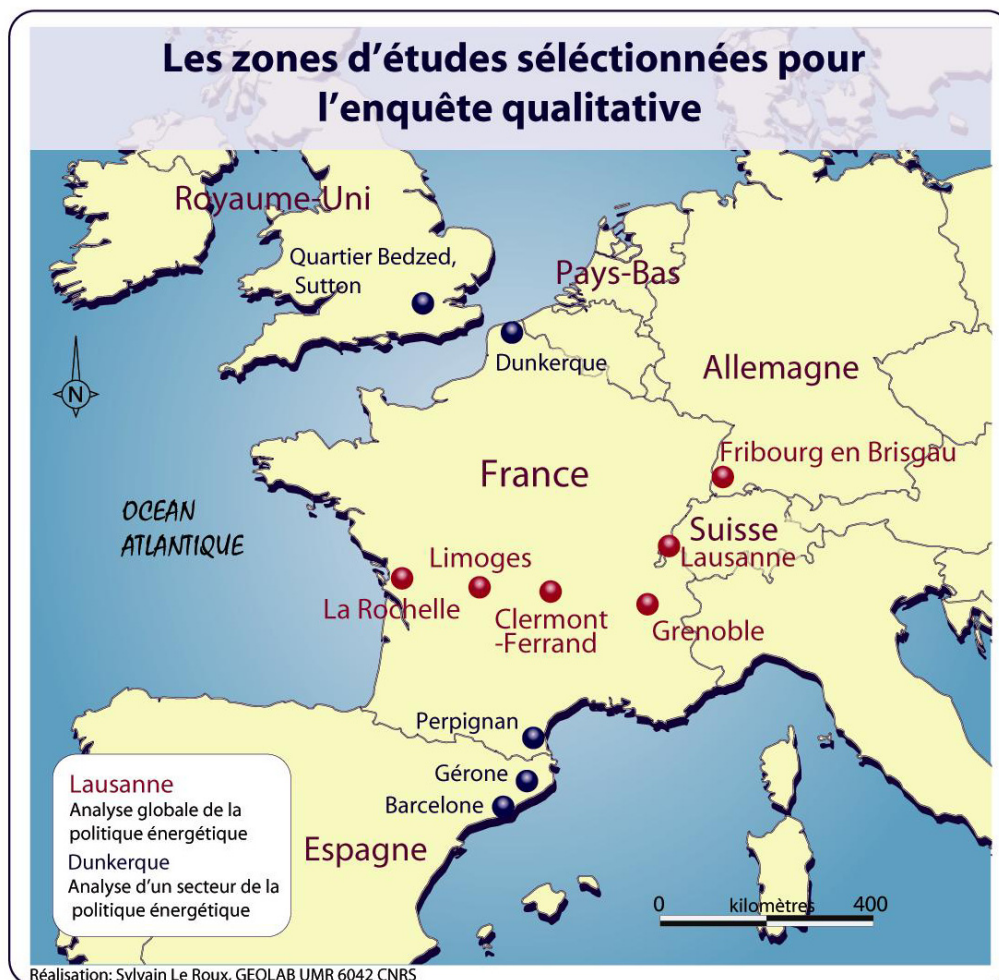 Les zones d'études séléctionnées pour
l'enquête qualitative
Royaume-Uni
Quartier Bedzed,
Sutton
Pays-Bas
Dunkerque
Allemagne
N
Fribourg en Brisgau
France
OCEAN
ATLANTIQUE
Suisse
Lausanne
Limoges
La Rochelle
Clermont
-Ferrand
Grenoble
Perpignan
Gérone
Barcelone
Espagne
Lausanne
Analyse globale de la
politique énergétique
Dunkerque
Analyse d'un secteur de la
politique énergétique
0 kilomètres 400
Réalisation: Sylvain Le Roux, GEOLAB UMR 6042 CNRS